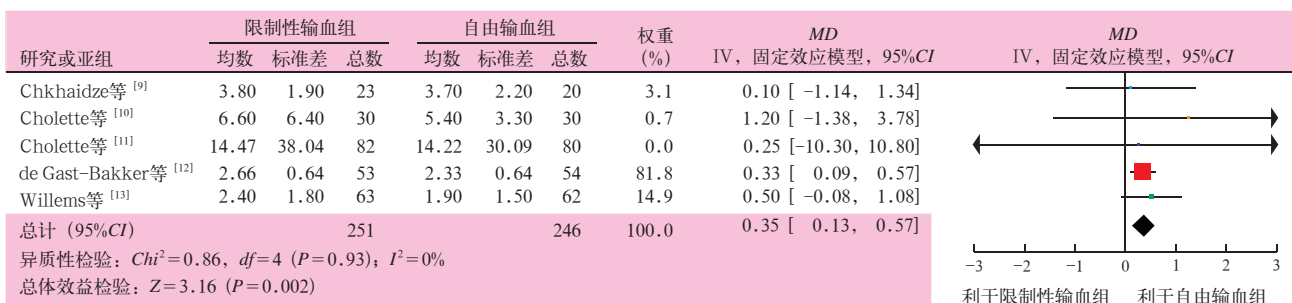 限制性输血组 自由输血组 权重 MD MD
研究或亚组 均数 标准差 总数 均数 标准差 总数 (%) IV，固定效应模型，95%CI IV，固定效应模型，95%CI
Chkhaidze等 [9] 3.80 1.90 23 3.70 2.20 20 3.1 0.10 [ −1.14, 1.34]
Cholette等 [10] 6.60 6.40 30 5.40 3.30 30 0.7 1.20 [ −1.38, 3.78]
Cholette等 [11] 14.47 38.04 82 14.22 30.09 80 0.0 0.25 [−10.30, 10.80]
de Gast−Bakker等 [12] 2.66 0.64 53 2.33 0.64 54 81.8 0.33 [ 0.09, 0.57]
Willems等 [13] 2.40 1.80 63 1.90 1.50 62 14.9 0.50 [ −0.08, 1.08]
总计（95%CI） 251 246 100.0 0.35 [ 0.13, 0.57]
异质性检验：Chi²＝0.86，df＝4（P＝0.93）；I²＝0%
总体效益检验：Z＝3.16（P＝0.002）
−3 −2 −1 0 1 2 3
利于限制性输血组 利于自由输血组